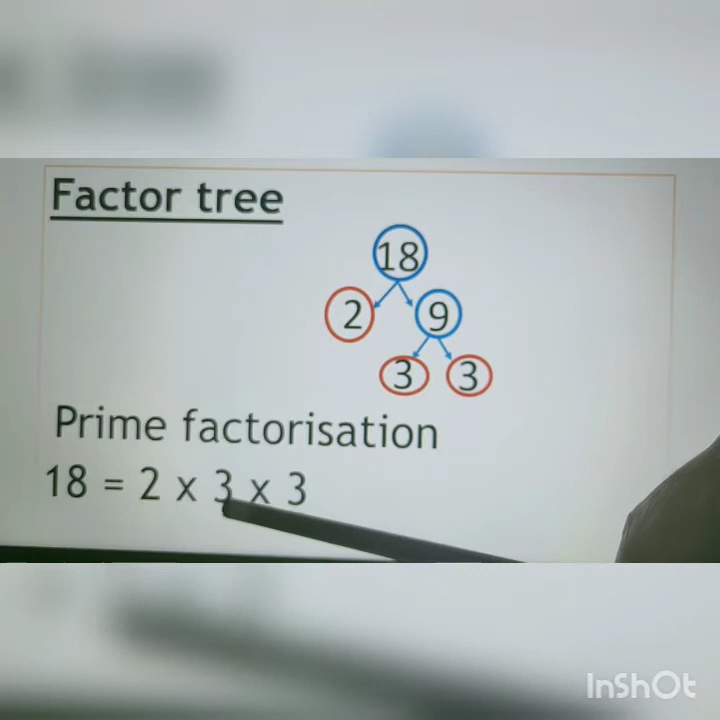 Factor tree
18
2 9
3 3
Prime factorisation
18 = 2 x 3 x 3
InShOt